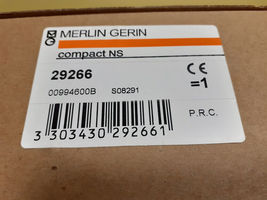 MERLIN GERIN
compact NS
29266
CE
=1
00994600B S08291
P.R.C.
3 303430 292661